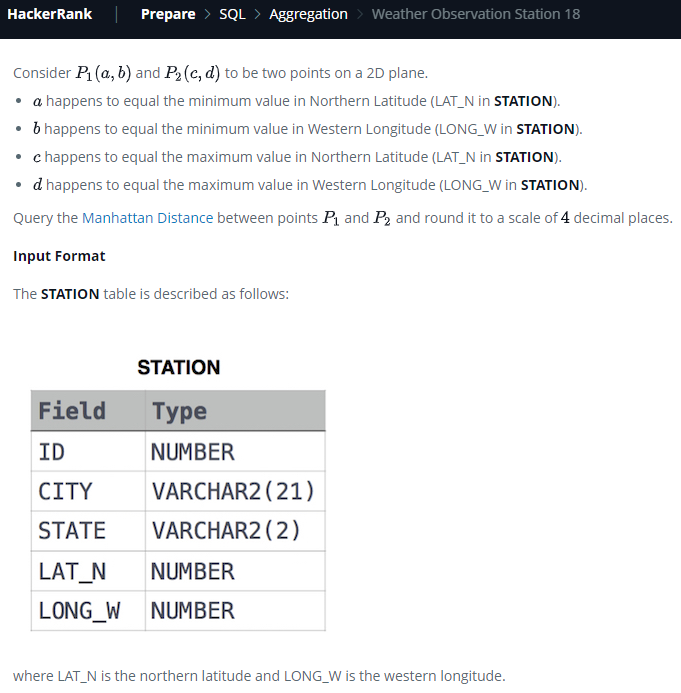 HackerRank | Prepare > SQL > Aggregation > Weather Observation Station 18
Consider P₁(a, b) and P₂(c, d) to be two points on a 2D plane.
• a happens to equal the minimum value in Northern Latitude (LAT_N in STATION).
• b happens to equal the minimum value in Western Longitude (LONG_W in STATION).
• c happens to equal the maximum value in Northern Latitude (LAT_N in STATION).
• d happens to equal the maximum value in Western Longitude (LONG_W in STATION).
Query the Manhattan Distance between points P₁ and P₂ and round it to a scale of 4 decimal places.
Input Format
The STATION table is described as follows:
STATION
Field Type
ID NUMBER
CITY VARCHAR2(21)
STATE VARCHAR2(2)
LAT_N NUMBER
LONG_W NUMBER
where LAT_N is the northern latitude and LONG_W is the western longitude.